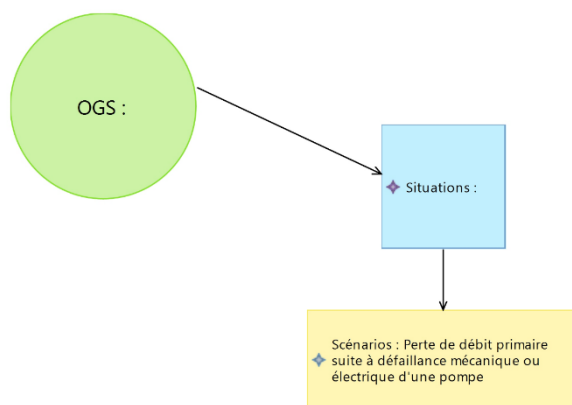 OGS :
Situations :
Scénarios : Perte de débit primaire
suite à défaillance mécanique ou
électrique d'une pompe